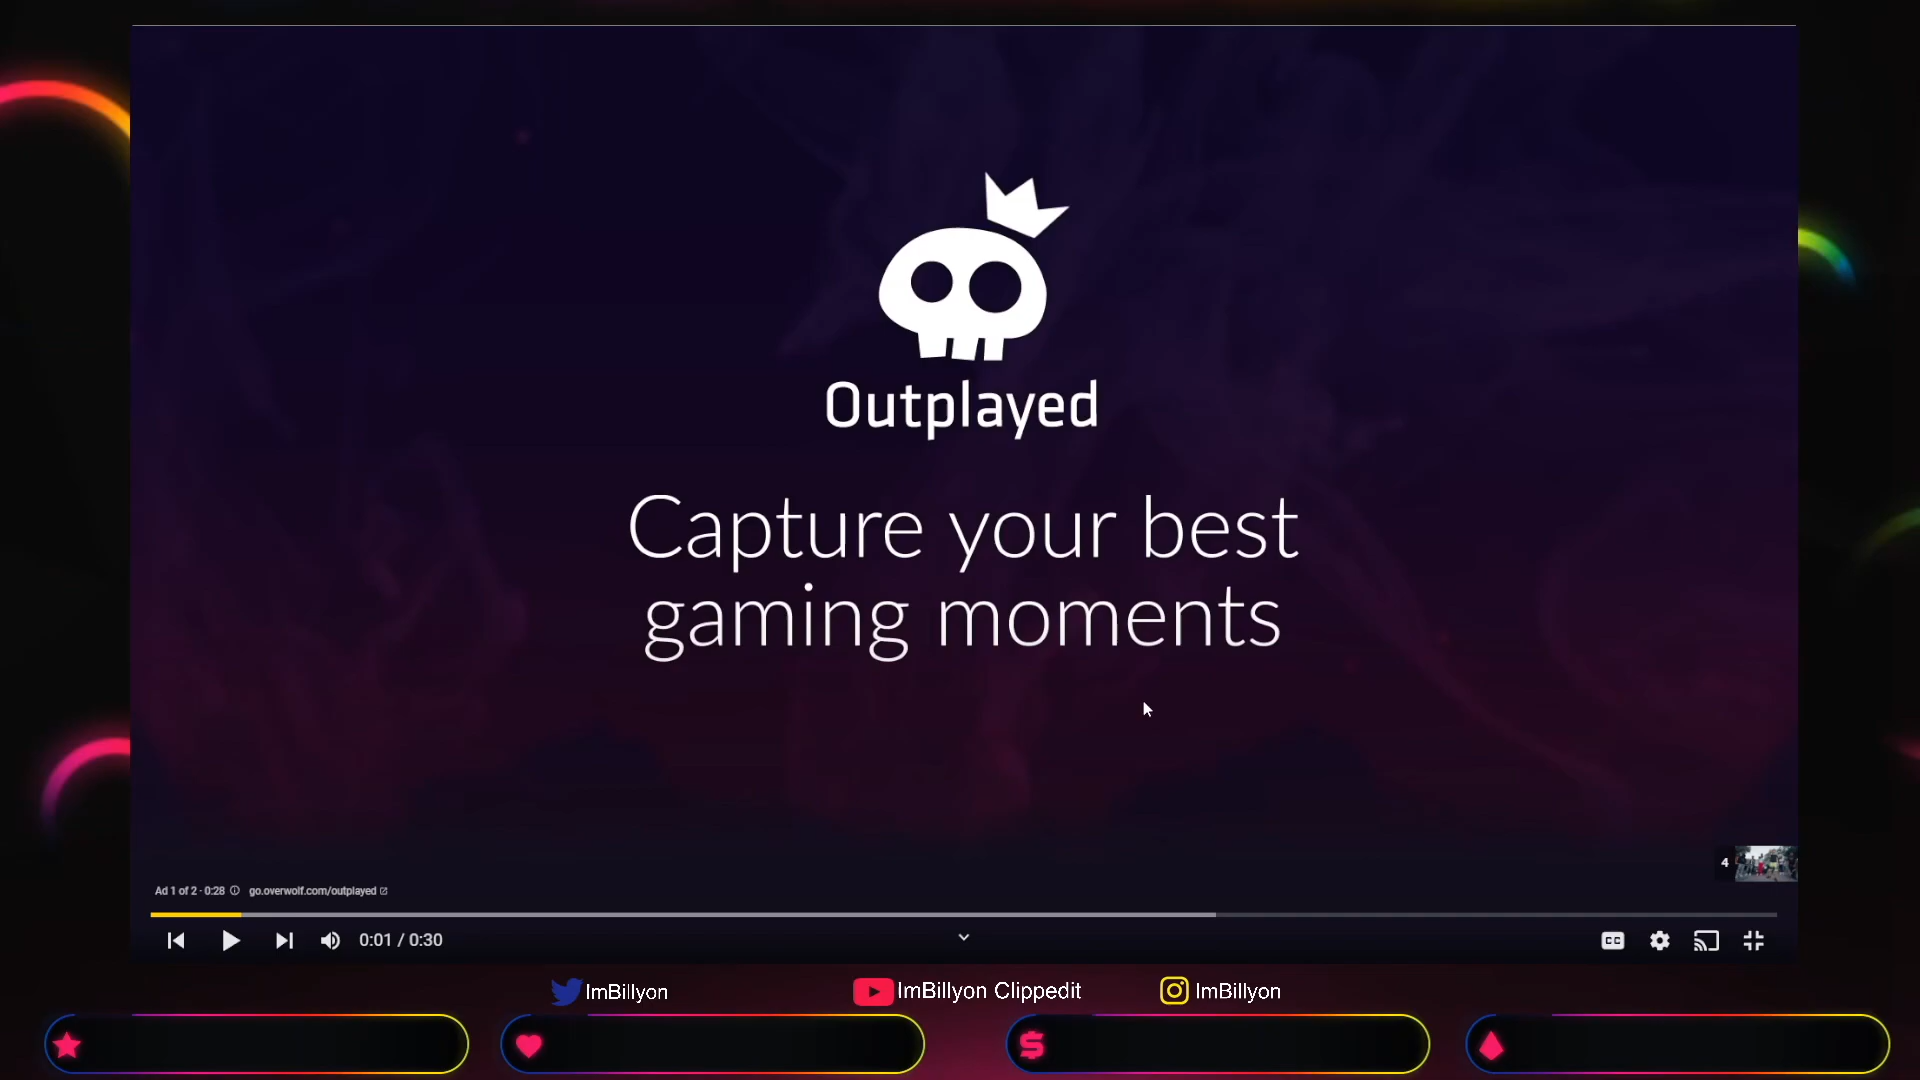 Outplayed
Capture your best
gaming moments
4
Ad 1 of 2 · 0:28 go.overwolf.com/outplayed
0:01 / 0:30
CC
ImBillyon
ImBillyon Clippedit
ImBillyon